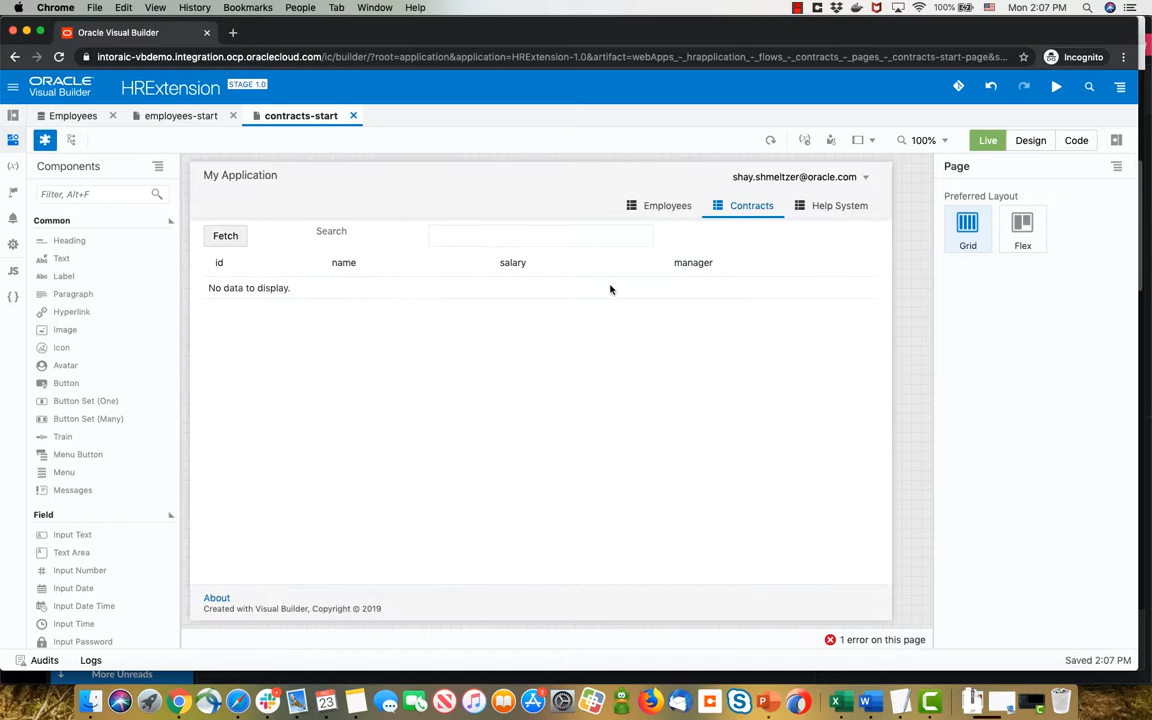 Chrome File Edit View History Bookmarks People Tab Window Help 100% Mon 2:07 PM
Oracle Visual Builder
intoraic-vbdemo.integration.ocp.oraclecloud.com/ic/builder/?root=application&application=HRExtension-1.0&artifact=webApps_-_hrapplication_-_flows_-_contracts_-_pages_-_contracts-start-page&s... Incognito
ORACLE
Visual Builder
HRExtension STAGE 1.0
Employees employees-start contracts-start
100% Live Design Code
Components
Filter, Alt+F
Common
Heading
Text
Label
Paragraph
Hyperlink
Image
Icon
Avatar
Button
Button Set (One)
Button Set (Many)
Train
Menu Button
Menu
Messages
Field
Input Text
Text Area
Input Number
Input Date
Input Date Time
Input Time
Input Password
My Application
shay.shmeltzer@oracle.com
Employees Contracts Help System
Fetch Search
id name salary manager
No data to display.
About
Created with Visual Builder, Copyright © 2019
1 error on this page
Page
Preferred Layout
Grid Flex
Audits Logs Saved 2:07 PM
More Unreads